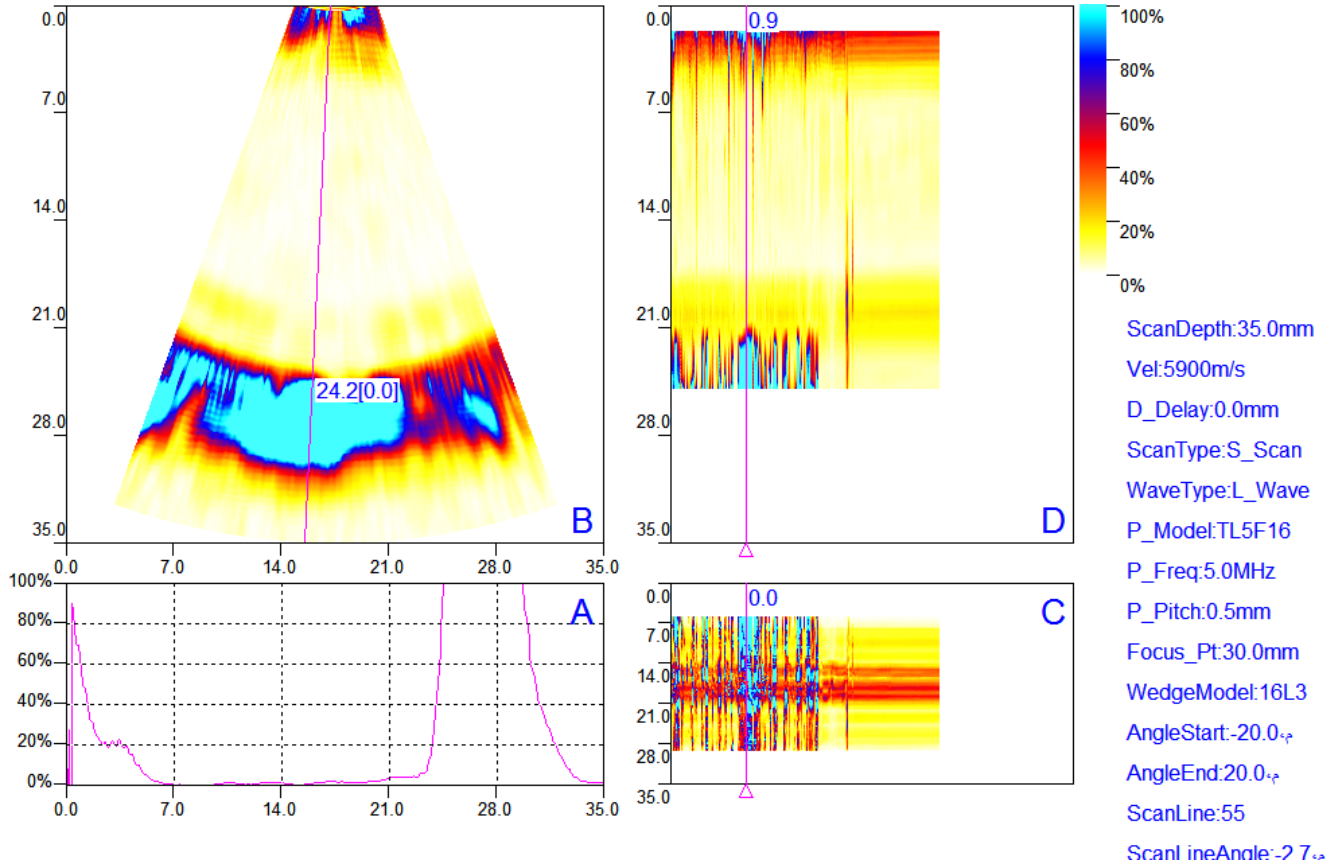 0.0
7.0
14.0
21.0
28.0
35.0
0.0
7.0
14.0
21.0
28.0
35.0
24.2[0.0]
B
0.0
7.0
14.0
21.0
28.0
35.0
0.9
D
100%
80%
60%
40%
20%
0%
100%
80%
60%
40%
20%
0%
0.0
7.0
14.0
21.0
28.0
35.0
A
0.0
7.0
14.0
21.0
28.0
35.0
0.0
C
ScanDepth:35.0mm
Vel:5900m/s
D_Delay:0.0mm
ScanType:S_Scan
WaveType:L_Wave
P_Model:TL5F16
P_Freq:5.0MHz
P_Pitch:0.5mm
Focus_Pt:30.0mm
WedgeModel:16L3
AngleStart:-20.0
AngleEnd:20.0
ScanLine:55
ScanLineAngle:-2.7